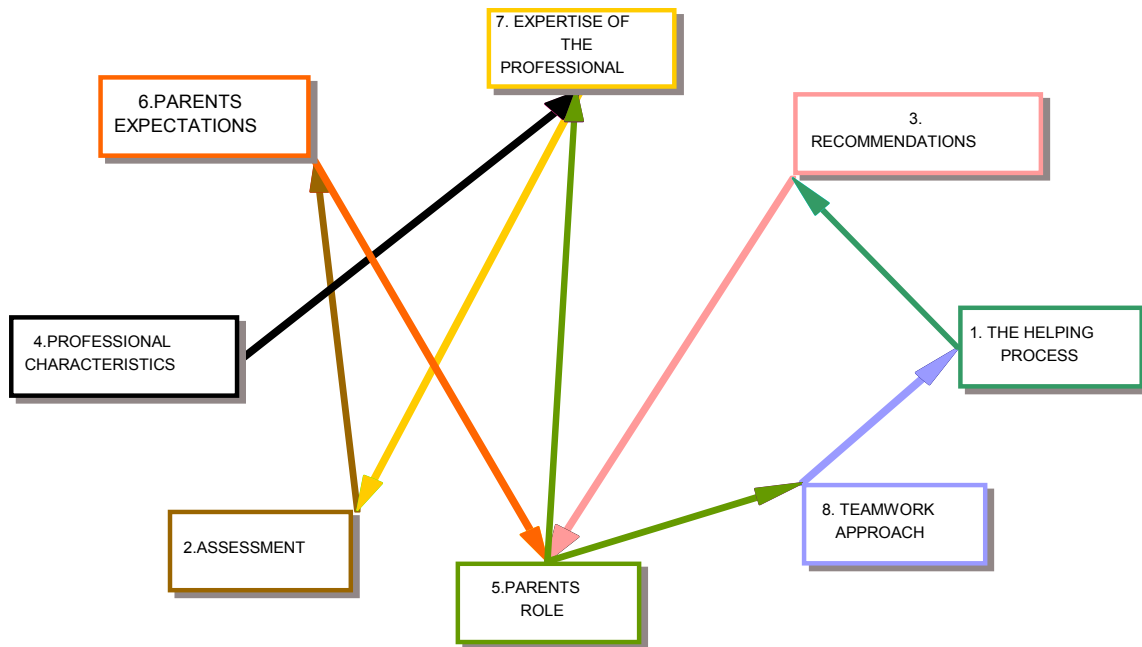 7. EXPERTISE OF
THE
PROFESSIONAL
6.PARENTS
EXPECTATIONS
3.
RECOMMENDATIONS
4.PROFESSIONAL
CHARACTERISTICS
1. THE HELPING
PROCESS
2.ASSESSMENT
8. TEAMWORK
APPROACH
5.PARENTS
ROLE